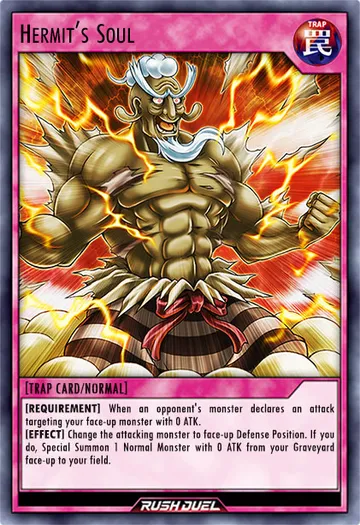 Hermit's Soul
TRAP
罠
[TRAP CARD/NORMAL]
[REQUIREMENT] When an opponent's monster declares an attack
targeting your face-up monster with 0 ATK.
[EFFECT] Change the attacking monster to face-up Defense Position. If you
do, Special Summon 1 Normal Monster with 0 ATK from your Graveyard
face-up to your field.
RUSH DUEL